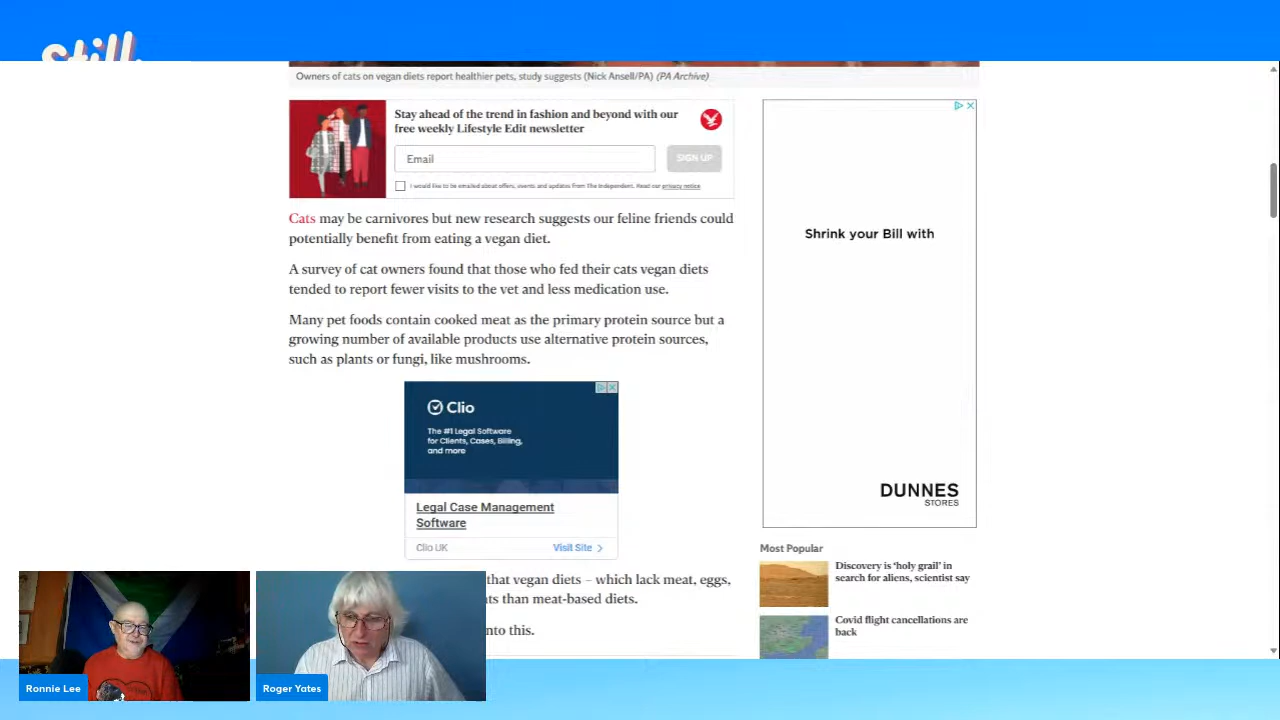 Still.
Owners of cats on vegan diets report healthier pets, study suggests (Nick Ansell/PA) (PA Archive)
Stay ahead of the trend in fashion and beyond with our
free weekly Lifestyle Edit newsletter
Email
SIGN UP
I would like to be emailed about offers, events and updates from The Independent. Read our privacy notice
Cats may be carnivores but new research suggests our feline friends could
potentially benefit from eating a vegan diet.
A survey of cat owners found that those who fed their cats vegan diets
tended to report fewer visits to the vet and less medication use.
Many pet foods contain cooked meat as the primary protein source but a
growing number of available products use alternative protein sources,
such as plants or fungi, like mushrooms.
Clio
The #1 Legal Software
for Clients, Cases, Billing,
and more
Legal Case Management
Software
Clio UK
Visit Site
that vegan diets – which lack meat, eggs,
than meat-based diets.
this.
Shrink your Bill with
DUNNES
STORES
Most Popular
Discovery is ‘holy grail’ in
search for aliens, scientist say
Covid flight cancellations are
back
Ronnie Lee
Roger Yates